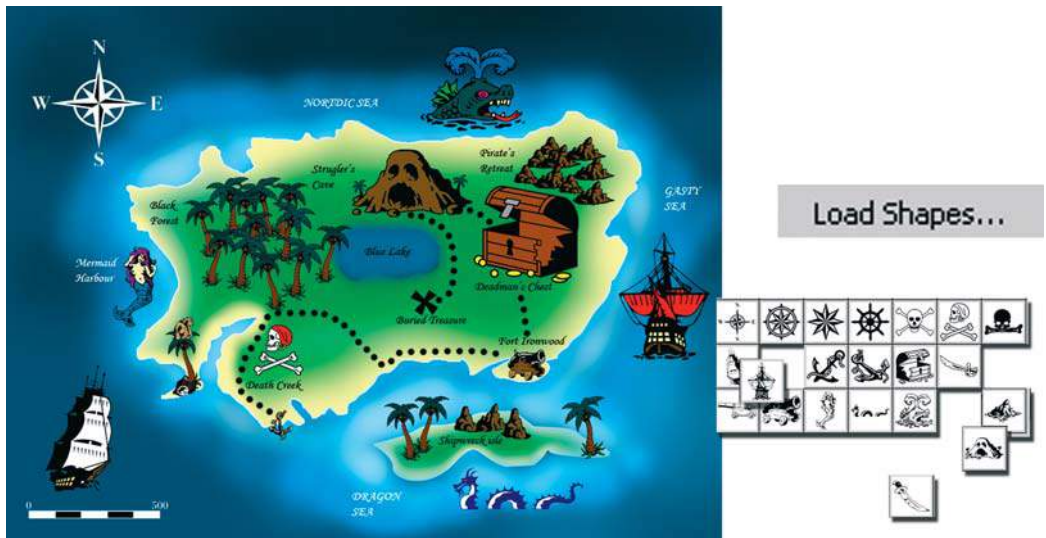 N
W E
S
NORTDIC SEA
Strugler's
Cave
Pirate's
Retreat
Black
Forest
GASTY
SEA
Load Shapes...
Mermaid
Harbour
Blue Lake
Deadman's Chest
Buried Treasure
Fort Ironwood
Death Creek
Shipwreck isle
DRAGON
SEA
0 500